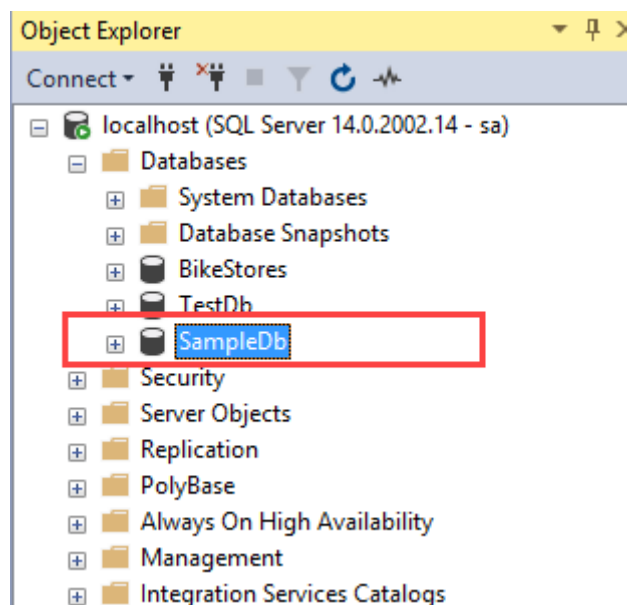 Object Explorer
Connect
localhost (SQL Server 14.0.2002.14 - sa)
Databases
System Databases
Database Snapshots
BikeStores
TestDb
SampleDb
Security
Server Objects
Replication
PolyBase
Always On High Availability
Management
Integration Services Catalogs